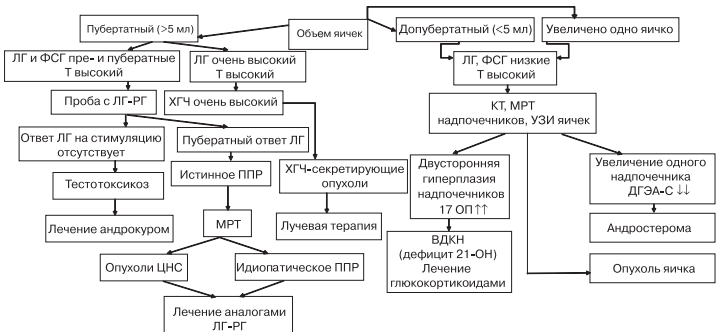 Пубертатный (>5 мл)
Объем яичек
Допубертатный (<5 мл)
Увеличено одно яичко
ЛГ и ФСГ пре- и пубератные
Т высокий
ЛГ очень высокий
Т высокий
ЛГ, ФСГ низкие
Т высокий
Проба с ЛГ-РГ
ХГЧ очень высокий
КТ, МРТ
надпочечников, УЗИ яичек
Ответ ЛГ на стимуляцию
отсутствует
Пубератный ответ ЛГ
ХГЧ-секретирующие
опухоли
Двусторонняя
гиперплазия
надпочечников
17 ОП↑↑
Увеличение одного
надпочечника
ДГЭА-С ↓↓
Тестотоксикоз
Истинное ППР
Лечение андрокуром
МРТ
Лучевая терапия
Андростерома
ВДКН
(дефицит 21-ОН)
Лечение
глюкокортикоидами
Опухоли ЦНС
Идиопатическое ППР
Опухоль яичка
Лечение аналогами
ЛГ-РГ